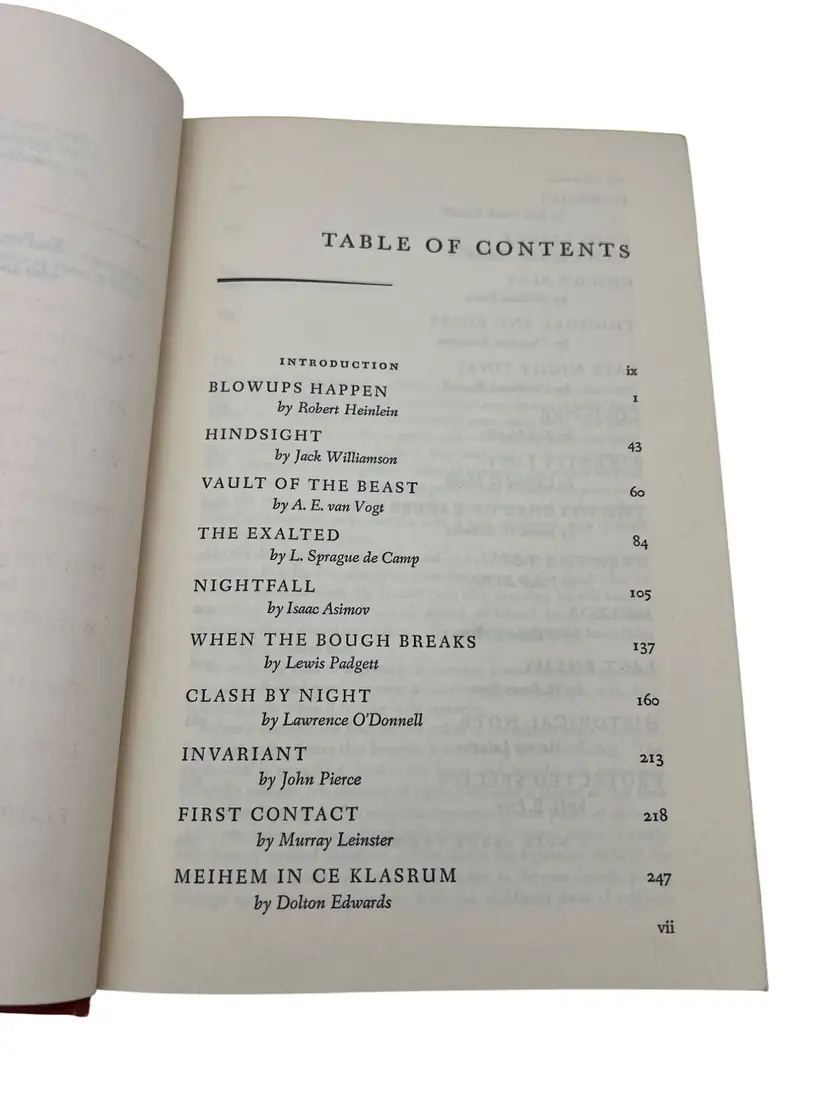 TABLE OF CONTENTS
INTRODUCTION ix
BLOWUPS HAPPEN 1
by Robert Heinlein
HINDSIGHT 43
by Jack Williamson
VAULT OF THE BEAST 60
by A. E. van Vogt
THE EXALTED 84
by L. Sprague de Camp
NIGHTFALL 105
by Isaac Asimov
WHEN THE BOUGH BREAKS 137
by Lewis Padgett
CLASH BY NIGHT 160
by Lawrence O'Donnell
INVARIANT 213
by John Pierce
FIRST CONTACT 218
by Murray Leinster
MEIHEM IN CE KLASRUM 247
by Dolton Edwards
vii